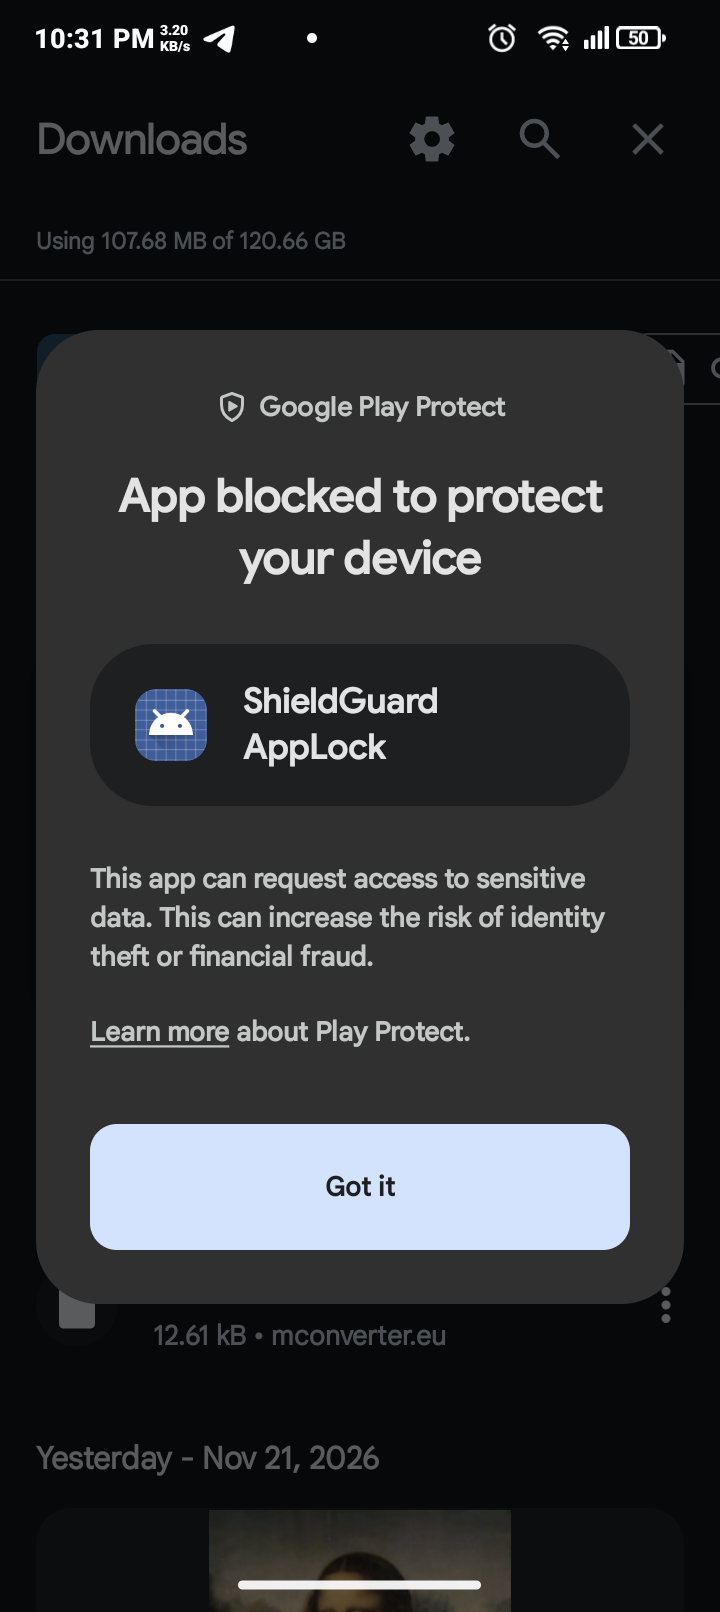 10:31 PM 3.20 KB/s 50
Downloads
Using 107.68 MB of 120.66 GB
Google Play Protect
App blocked to protect
your device
ShieldGuard
AppLock
This app can request access to sensitive
data. This can increase the risk of identity
theft or financial fraud.
Learn more about Play Protect.
Got it
12.61 kB • mconverter.eu
Yesterday - Nov 21, 2026